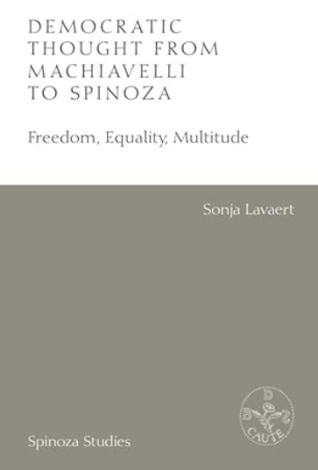 DEMOCRATIC
THOUGHT FROM
MACHIAVELLI
TO SPINOZA
Freedom, Equality, Multitude
Sonja Lavaert
B D S
CAUTE
Spinoza Studies